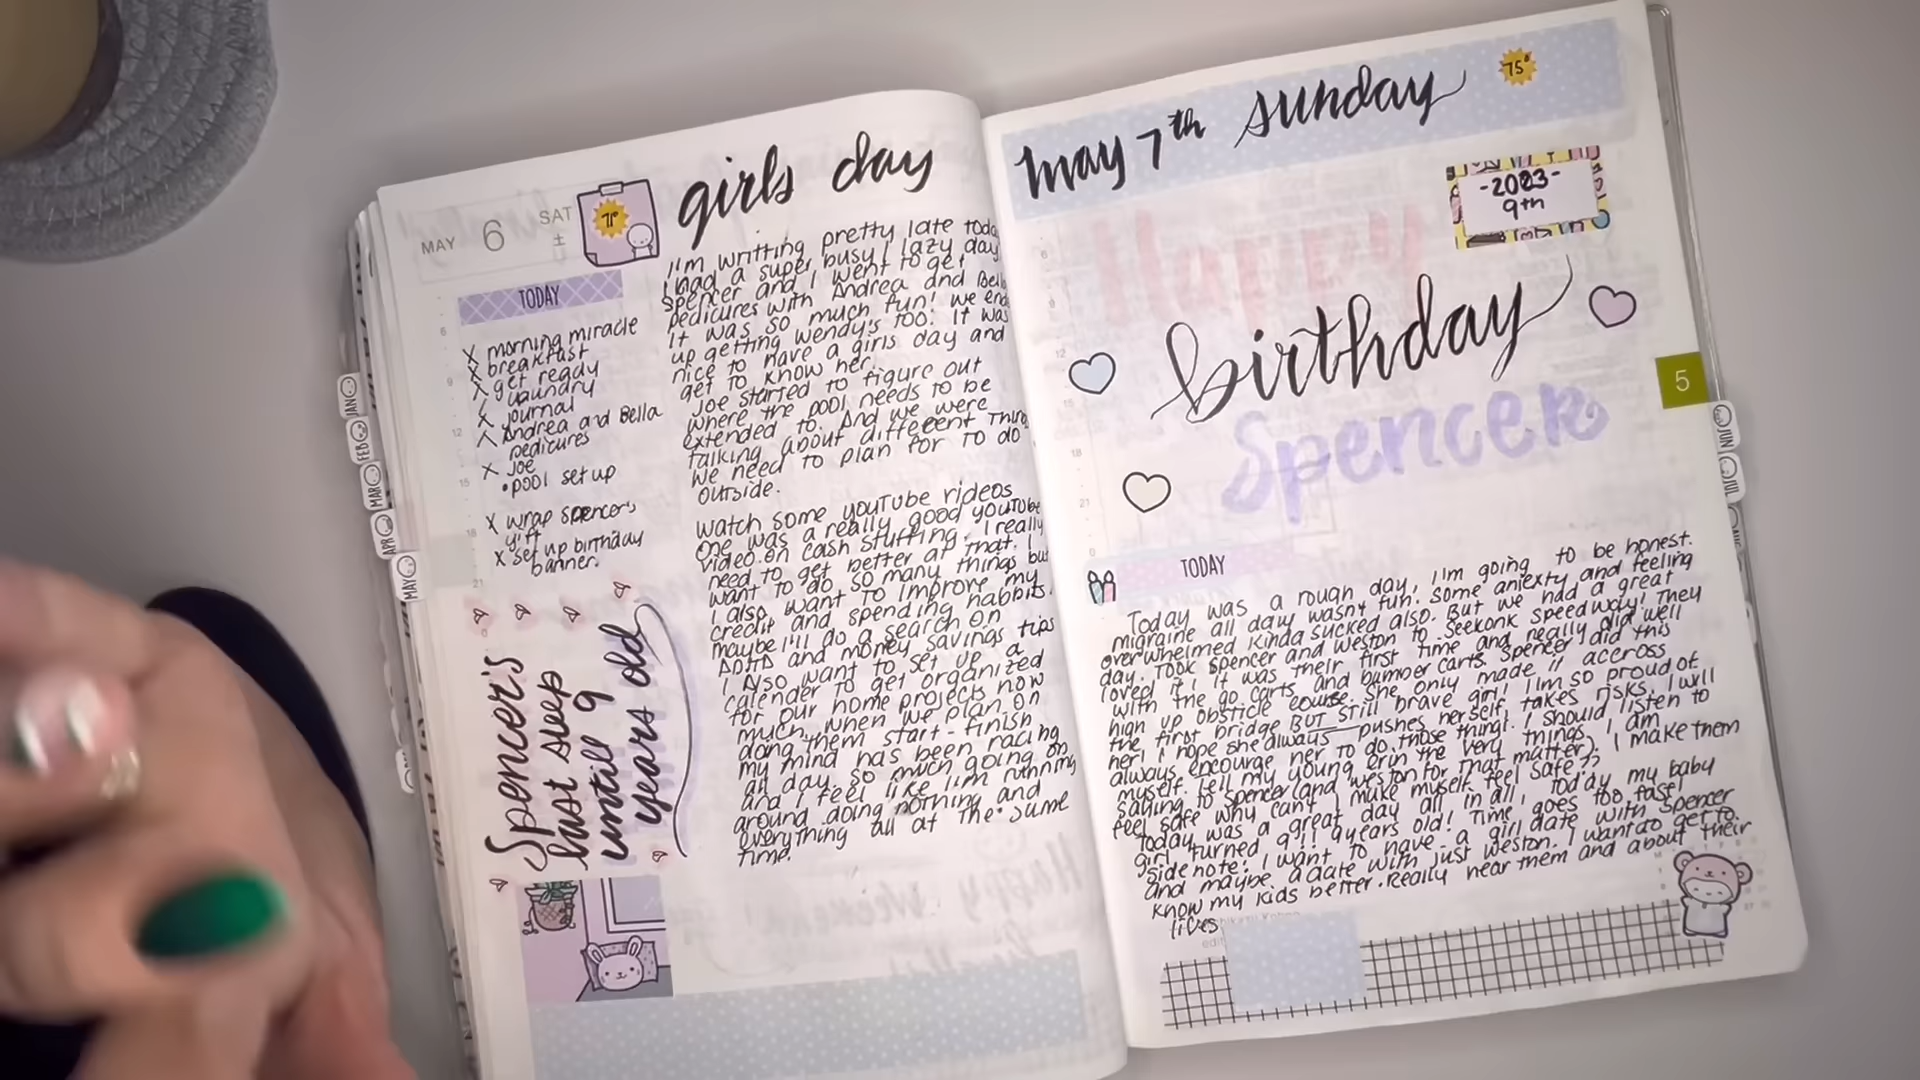 MAY 6 SAT
土
71°
girls day
TODAY
X morning miracle
X breakfast
X get ready
X laundry
X journal
X Andrea and Bella
pedicures
X Joe
•pool set up
X wrap spencer's
gift
X set up birthday
banner.
Spencer's
last sleep
until 9
years old
I'm writting pretty late today
I had a super busy / lazy day
Spencer and I went to get
pedicures with Andrea and Bella
It was so much fun! we end
up getting wendy's too! It was
nice to have a girls day and
get to know her.
Joe started to figure out
where the pool needs to be
extended to. And we were
talking about different Thing
we need to plan for to do
outside.
watch some youTube videos
one was a really good youtube
video on cash stuffing. I really
need to get better at that. I
want to do so many things but
I also want to improve my
credit and spending habbits.
maybe I'll do a search on
ADHD and money savings tips
I Also want to set up a
calender to get organized
for our home projects now
much, when we plan on
doing them start - finish
my mind has been racing
all day, so much going on
and I feel like I'm running
around doing nothing and
everything all at the same
time.
JAN
FEB
MAR
APR
MAY
may 7th sunday
75°
-2023-
9th
Happy
birthday
Spencer
5
JUN
JUL
TODAY
Today was a rough day, I'm going to be honest.
migraine all day wasn't fun. some aniexty and feeling
overwhelmed kinda sucked also. But we had a great
day. Took Spencer and Weston to Seekonk Speedway! They
loved it! It was their first time and really did well
with the go carts and bumper carts. Spencer did this
high up obsticle course. She only made it accross
the first bridge BUT Still brave girl! I'm so proud of
her! I hope she always pushes herself, takes risks. I will
always encourge her to do those thing! I should listen to
myself. Tell my young erin the very things I am
saying to spencer (and weston for that matter). I make them
feel safe why can't I make myself feel safe??
Today was a great day all in all, Today my baby
girl turned 9!! 9 years old! Time goes too fast!
side note: I want to have a girl date with Spencer
and maybe a date with just weston. I want to get to
know my kids better. Really hear them and about their
lives